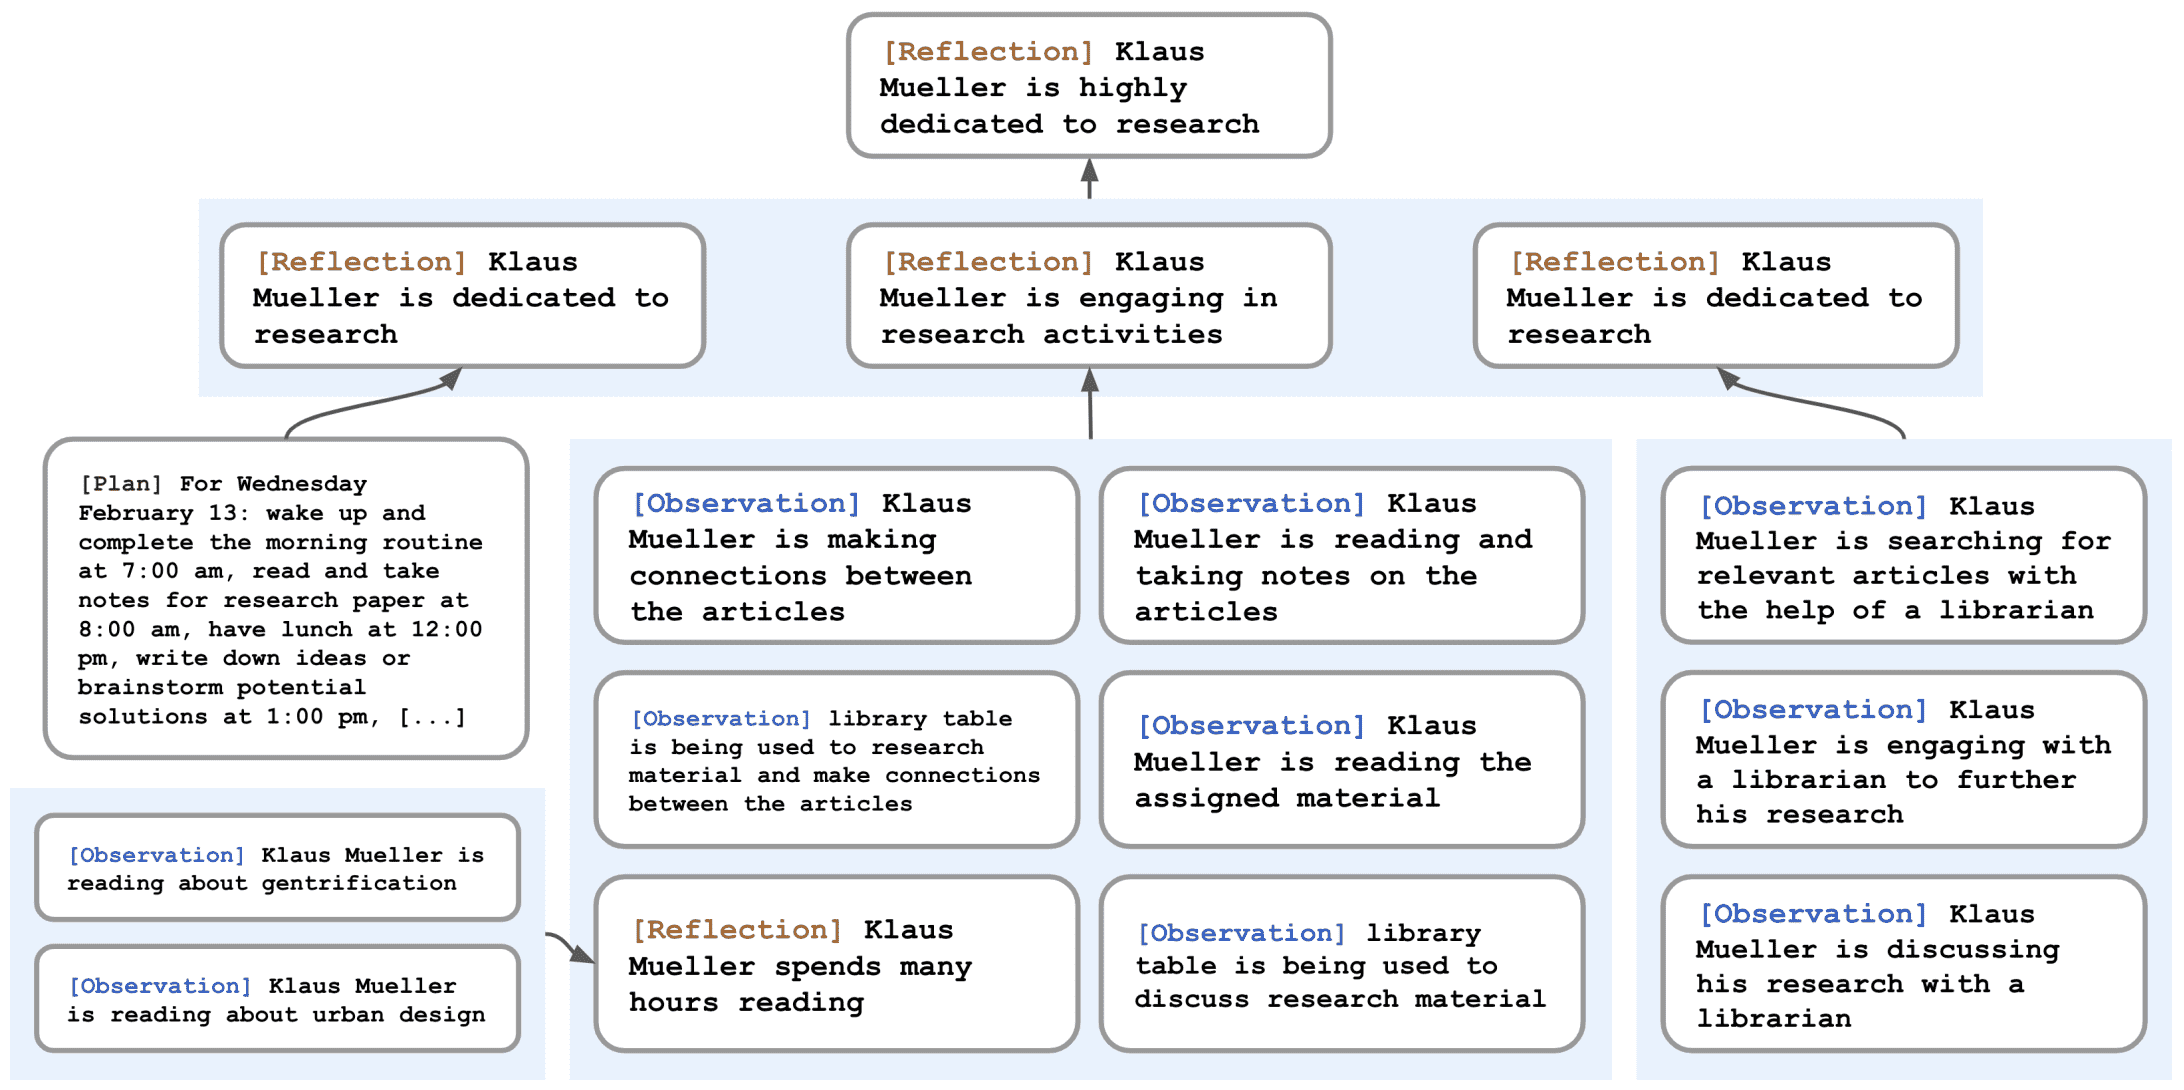 [Reflection] Klaus
Mueller is highly
dedicated to research
[Reflection] Klaus
Mueller is dedicated to
research
[Reflection] Klaus
Mueller is engaging in
research activities
[Reflection] Klaus
Mueller is dedicated to
research
[Plan] For Wednesday
February 13: wake up and
complete the morning routine
at 7:00 am, read and take
notes for research paper at
8:00 am, have lunch at 12:00
pm, write down ideas or
brainstorm potential
solutions at 1:00 pm, [...]
[Observation] Klaus Mueller is
reading about gentrification
[Observation] Klaus Mueller
is reading about urban design
[Observation] Klaus
Mueller is making
connections between
the articles
[Observation] Klaus
Mueller is reading and
taking notes on the
articles
[Observation] library table
is being used to research
material and make connections
between the articles
[Observation] Klaus
Mueller is reading the
assigned material
[Reflection] Klaus
Mueller spends many
hours reading
[Observation] library
table is being used to
discuss research material
[Observation] Klaus
Mueller is searching for
relevant articles with
the help of a librarian
[Observation] Klaus
Mueller is engaging with
a librarian to further
his research
[Observation] Klaus
Mueller is discussing
his research with a
librarian